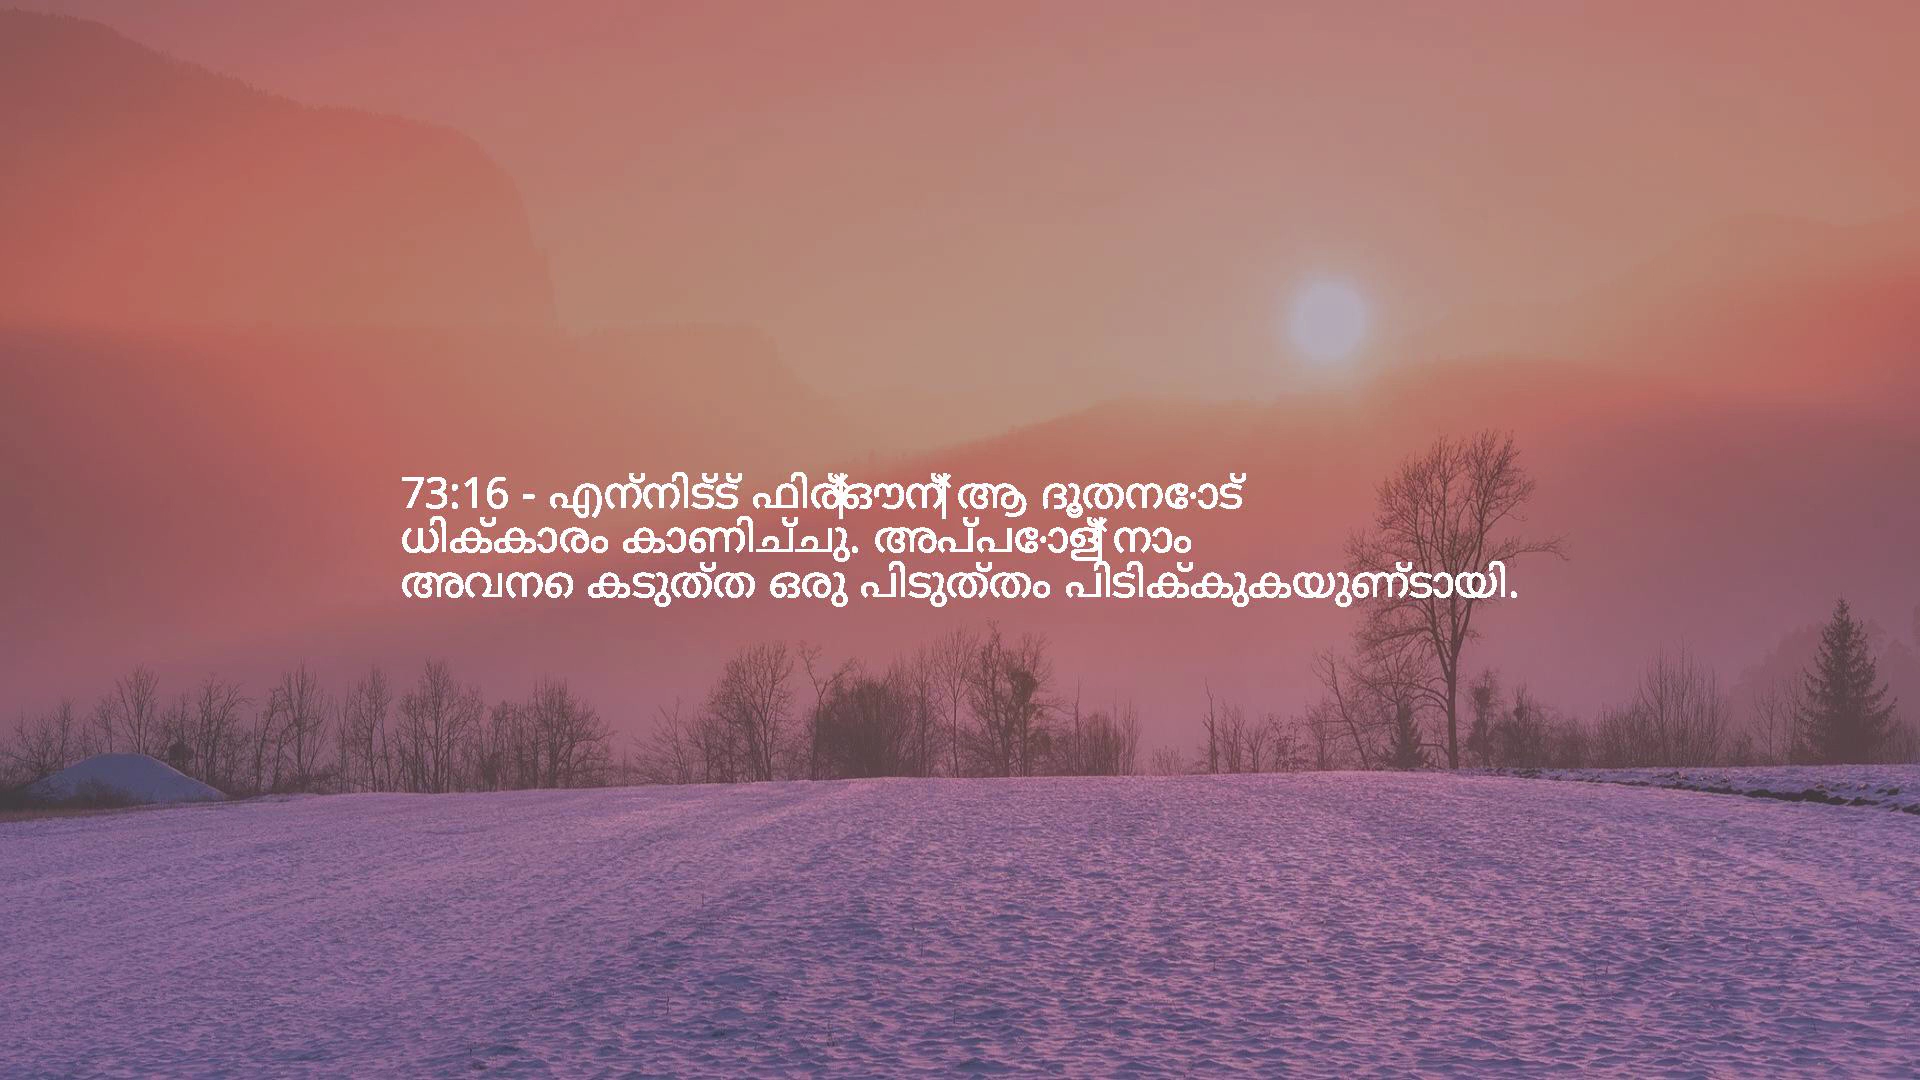 73:16 - എന്നിട്ട് ഫിര്‍ഔന്‍ ആ ദൂതനോട്
ധിക്കാരം കാണിച്ചു. അപ്പോള്‍ നാം
അവനെ കടുത്ത ഒരു പിടുത്തം പിടിക്കുകയുണ്ടായി.